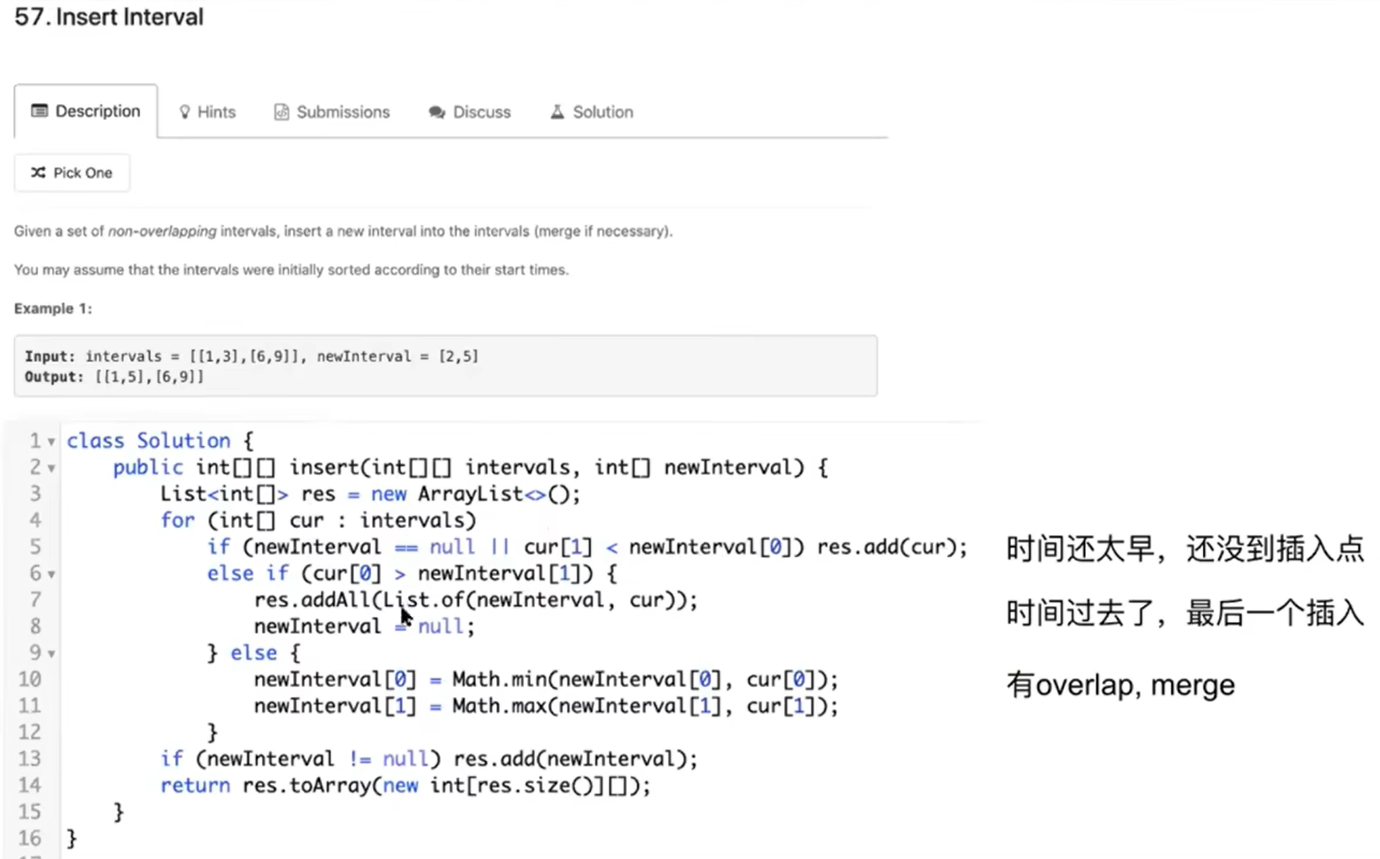 57. Insert Interval
Description Hints Submissions Discuss Solution
Pick One
Given a set of non-overlapping intervals, insert a new interval into the intervals (merge if necessary).
You may assume that the intervals were initially sorted according to their start times.
Example 1:
Input: intervals = [[1,3],[6,9]], newInterval = [2,5]
Output: [[1,5],[6,9]]
1 class Solution {
2 public int[][] insert(int[][] intervals, int[] newInterval) {
3 List<int[]> res = new ArrayList<>();
4 for (int[] cur : intervals)
5 if (newInterval == null || cur[1] < newInterval[0]) res.add(cur); 时间还太早，还没到插入点
6 else if (cur[0] > newInterval[1]) {
7 res.addAll(List.of(newInterval, cur)); 时间过去了，最后一个插入
8 newInterval = null;
9 } else {
10 newInterval[0] = Math.min(newInterval[0], cur[0]); 有overlap, merge
11 newInterval[1] = Math.max(newInterval[1], cur[1]);
12 }
13 if (newInterval != null) res.add(newInterval);
14 return res.toArray(new int[res.size()][]);
15 }
16 }